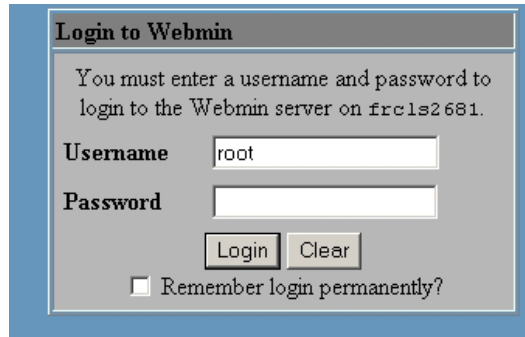 Login to Webmin
You must enter a username and password to
login to the Webmin server on frcls2681.
Username root
Password
Login Clear
Remember login permanently?